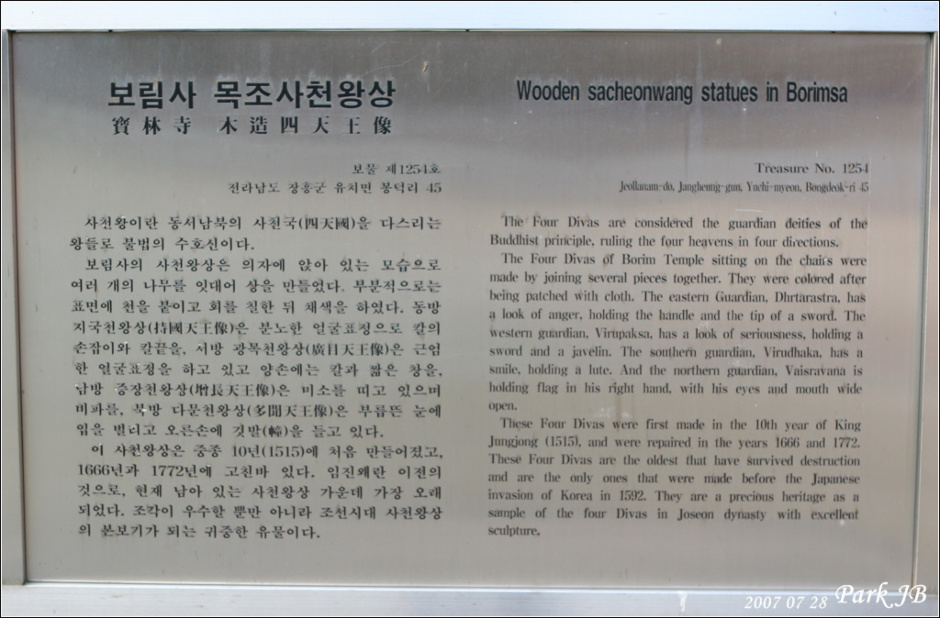 보림사 목조사천왕상
寶林寺 木造四天王像
보물 제1254호
전라남도 장흥군 유치면 봉덕리 45
사천왕이란 동서남북의 사천국(四天國)을 다스리는
왕들로 불법의 수호신이다.
보림사의 사천왕상은 의자에 앉아 있는 모습으로
여러 개의 나무를 잇대어 상을 만들었다. 부분적으로는
표면에 천을 붙이고 회를 칠한 뒤 채색을 하였다. 동방
지국천왕상(持國天王像)은 분노한 얼굴표정으로 칼의
손잡이와 칼끝을, 서방 광목천왕상(廣目天王像)은 근엄
한 얼굴표정을 하고 있고 양손에는 칼과 짧은 창을,
남방 증장천왕상(增長天王像)은 미소를 띠고 있으며
비파를, 북방 다문천왕상(多聞天王像)은 부릅뜬 눈에
입을 벌리고 오른손에 깃발(幢)을 들고 있다.
이 사천왕상은 중종 10년(1515)에 처음 만들어졌고,
1666년과 1772년에 고친바 있다. 임진왜란 이전의
것으로, 현재 남아 있는 사천왕상 가운데 가장 오래
되었다. 조각이 우수할 뿐만 아니라 조선시대 사천왕상
의 본보기가 되는 귀중한 유물이다.
Wooden sacheonwang statues in Borimsa
Treasure No. 1254
Jeollanam-do, Jangheung-gun, Yuchi-myeon, Bongdeok-ri 45
The Four Divas are considered the guardian deities of the
Buddhist principle, ruling the four heavens in four directions.
The Four Divas of Borim Temple sitting on the chairs were
made by joining several pieces together. They were colored after
being patched with cloth. The eastern Guardian, Dhrtarastra, has
a look of anger, holding the handle and the tip of a sword. The
western guardian, Virupaksa, has a look of seriousness, holding a
sword and a javelin. The southern guardian, Virudhaka, has a
smile, holding a lute. And the northern guardian, Vaisravana is
holding flag in his right hand, with his eyes and mouth wide
open.
These Four Divas were first made in the 10th year of King
Jungjong (1515), and were repaired in the years 1666 and 1772.
These Four Divas are the oldest that have survived destruction
and are the only ones that were made before the Japanese
invasion of Korea in 1592. They are a precious heritage as a
sample of the four Divas in Joseon dynasty with excellent
sculpture.
2007 07 28 Park JB